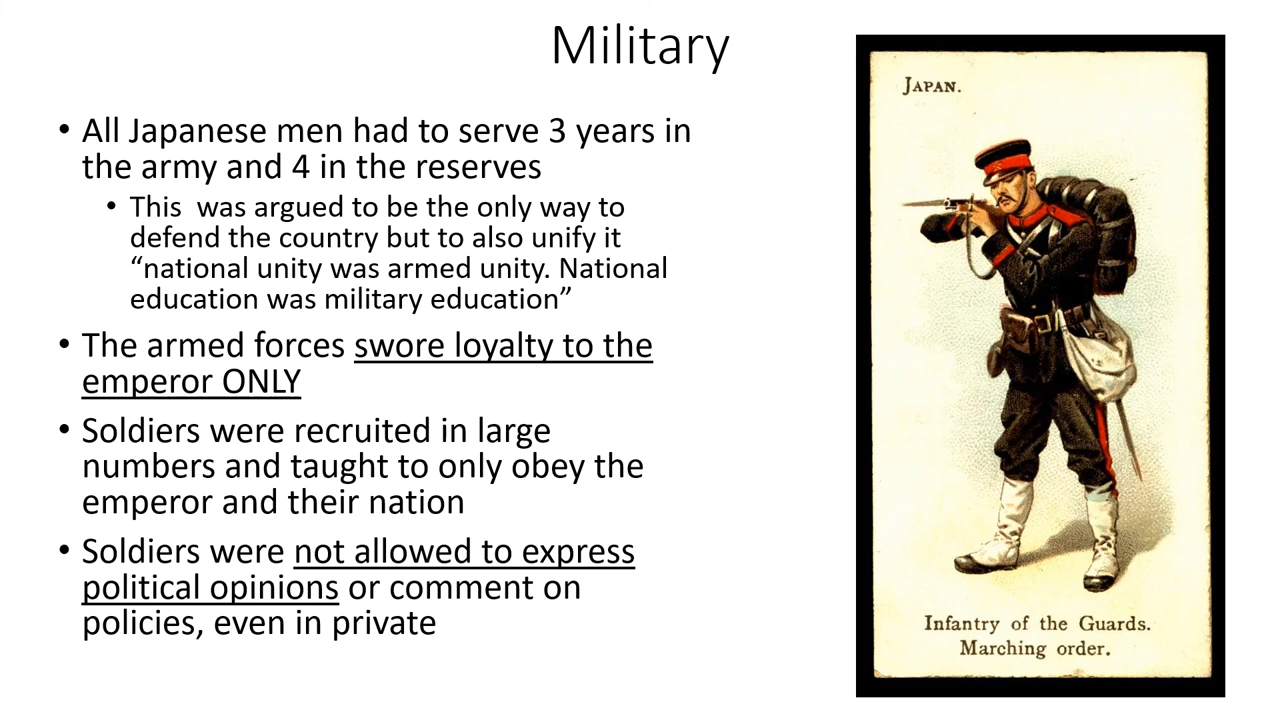 Military
• All Japanese men had to serve 3 years in
the army and 4 in the reserves
• This  was argued to be the only way to
defend the country but to also unify it
“national unity was armed unity. National
education was military education”
• The armed forces swore loyalty to the
emperor ONLY
• Soldiers were recruited in large
numbers and taught to only obey the
emperor and their nation
• Soldiers were not allowed to express
political opinions or comment on
policies, even in private
JAPAN.
Infantry of the Guards.
Marching order.